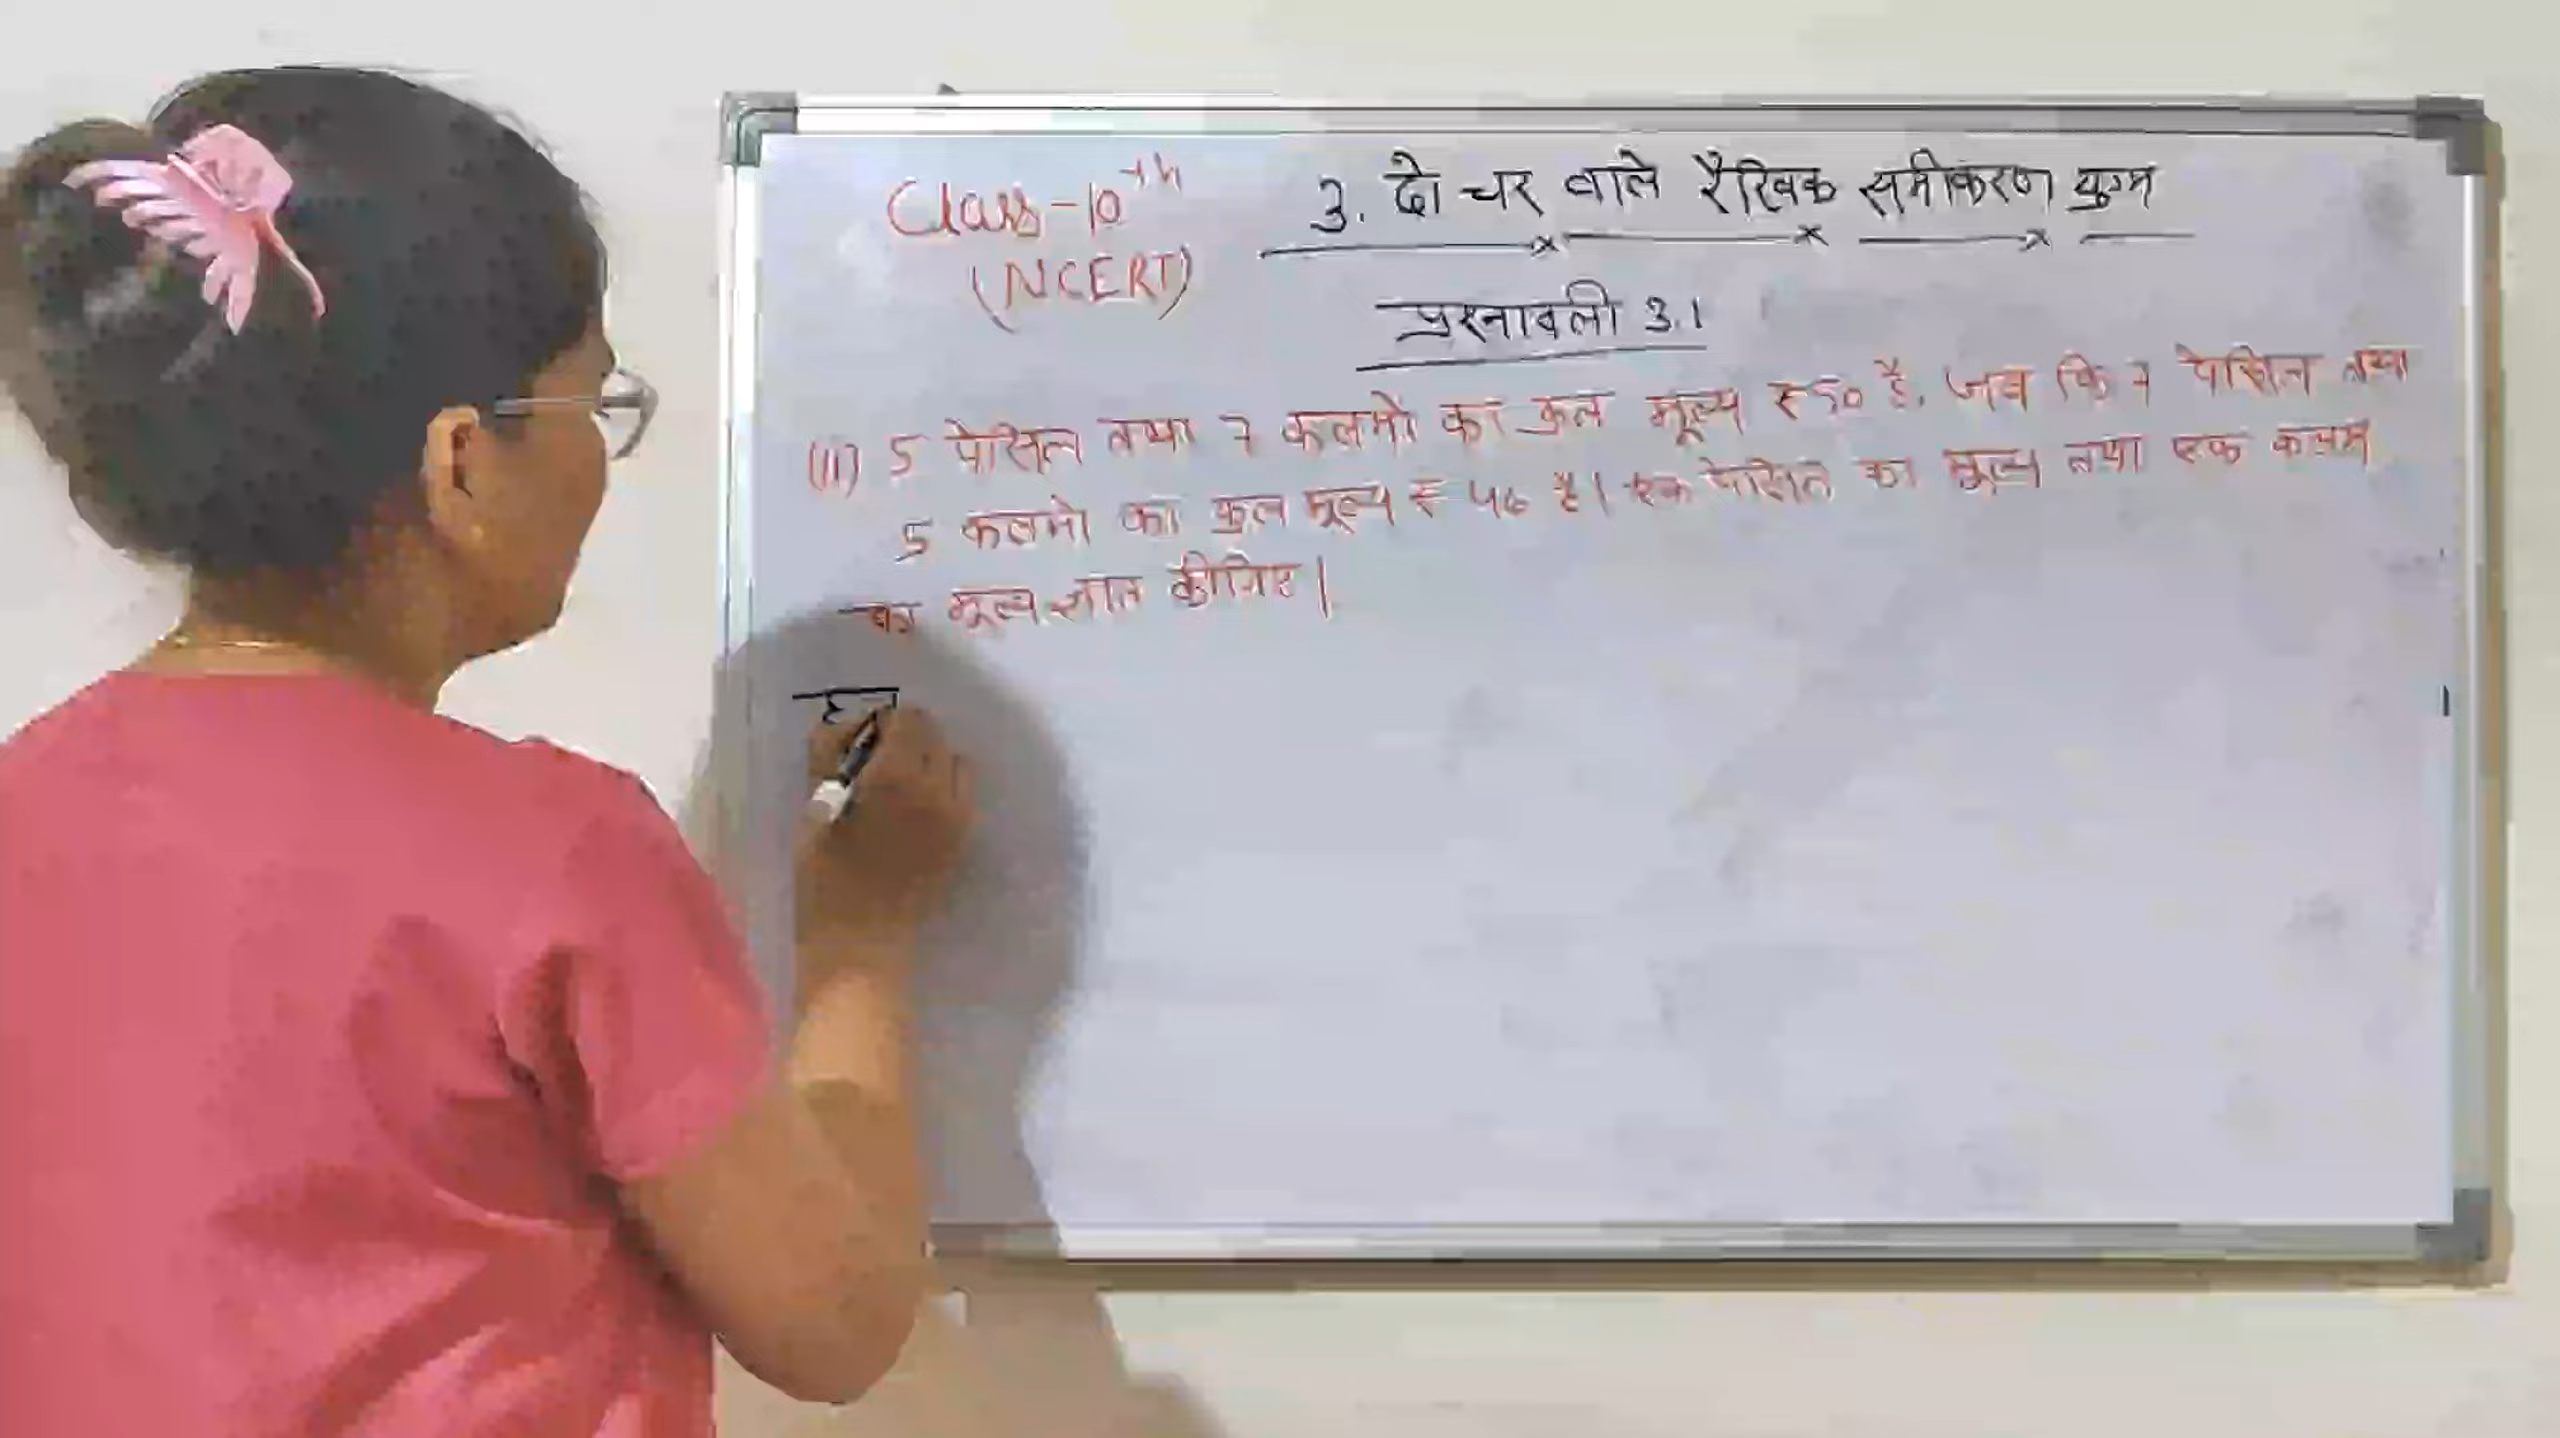 Class-10th
(NCERT)
3. दो चर वाले रैखिक समीकरण युग्म
प्रश्नावली 3.1
(II) 5 पेंसिल तथा 7 कलमों का कुल मूल्य ₹50 है, जब कि 7 पेंसिल तथा
5 कलमो का कुल मूल्य ₹ 46 है। एक पेंसिल का मूल्य तथा एक कलम
का मूल्य ज्ञात कीजिए।
हल